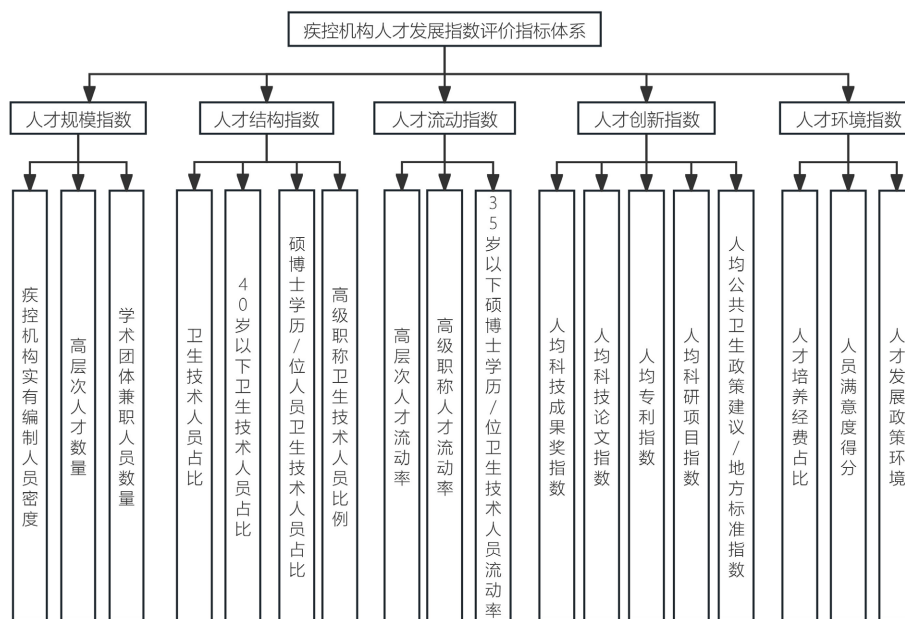 疾控机构人才发展指数评价指标体系
人才规模指数
人才结构指数
人才流动指数
人才创新指数
人才环境指数
疾控机构实有编制人员密度
高层次人才数量
学术团体兼职人员数量
卫生技术人员占比
40岁以下卫生技术人员占比
硕博士学历/位人员卫生技术人员占比
高级职称卫生技术人员比例
高层次人才流动率
高级职称人才流动率
35岁以下硕博士学历/位卫生技术人员流动率
人均科技成果奖指数
人均科技论文指数
人均专利指数
人均科研项目指数
人均公共卫生政策建议/地方标准指数
人才培养经费占比
人员满意度得分
人才发展政策环境